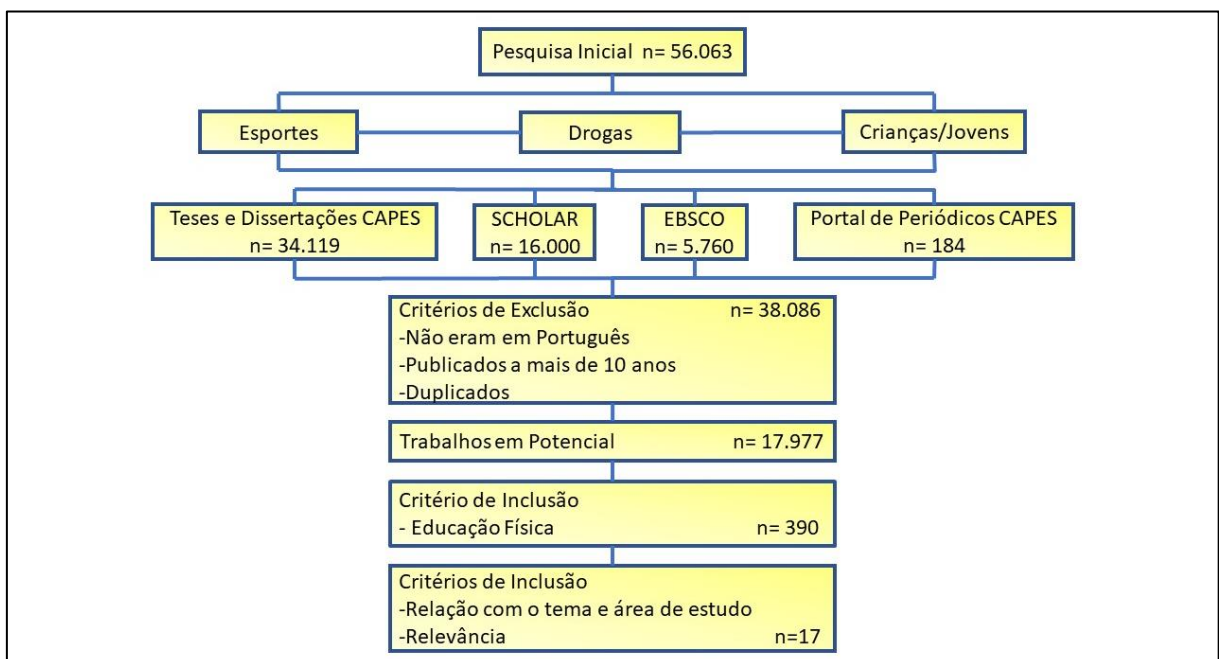 Pesquisa Inicial n= 56.063
Esportes
Drogas
Crianças/Jovens
Teses e Dissertações CAPES
n= 34.119
SCHOLAR
n= 16.000
EBSCO
n= 5.760
Portal de Periódicos CAPES
n= 184
Critérios de Exclusão n= 38.086
-Não eram em Português
-Publicados a mais de 10 anos
-Duplicados
Trabalhos em Potencial n= 17.977
Critério de Inclusão
- Educação Física n= 390
Critérios de Inclusão
-Relação com o tema e área de estudo
-Relevância n=17